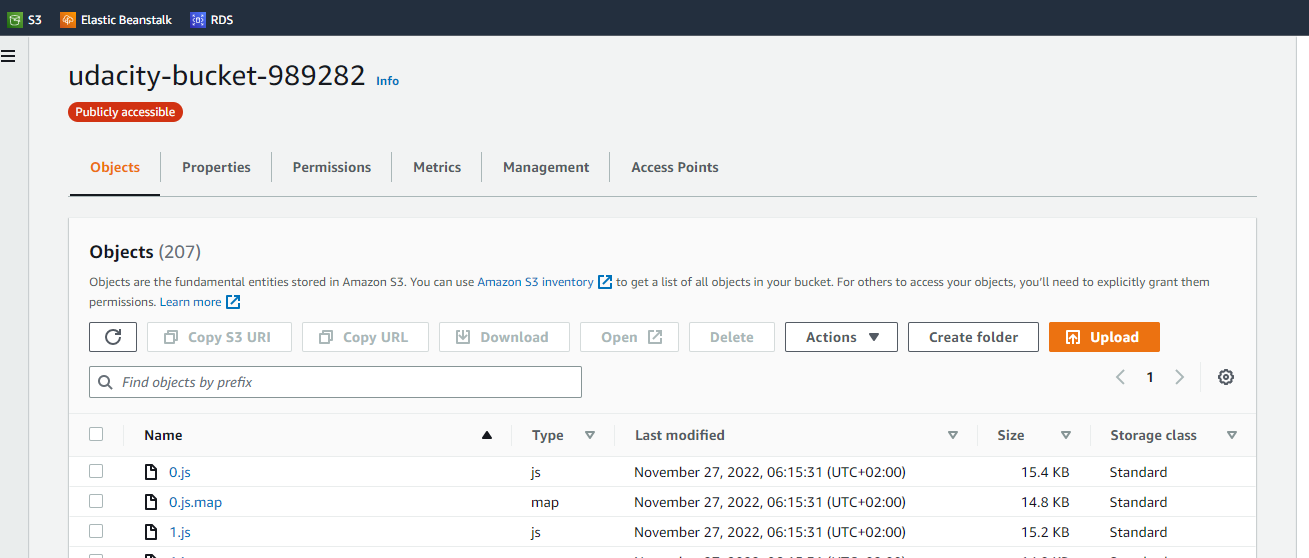 S3 Elastic Beanstalk RDS
udacity-bucket-989282 Info
Publicly accessible
Objects Properties Permissions Metrics Management Access Points
Objects (207)
Objects are the fundamental entities stored in Amazon S3. You can use Amazon S3 inventory to get a list of all objects in your bucket. For others to access your objects, you'll need to explicitly grant them
permissions. Learn more
Copy S3 URI Copy URL Download Open Delete Actions Create folder Upload
Find objects by prefix 1
Name Type Last modified Size Storage class
0.js js November 27, 2022, 06:15:31 (UTC+02:00) 15.4 KB Standard
0.js.map map November 27, 2022, 06:15:31 (UTC+02:00) 14.8 KB Standard
1.js js November 27, 2022, 06:15:31 (UTC+02:00) 15.2 KB Standard